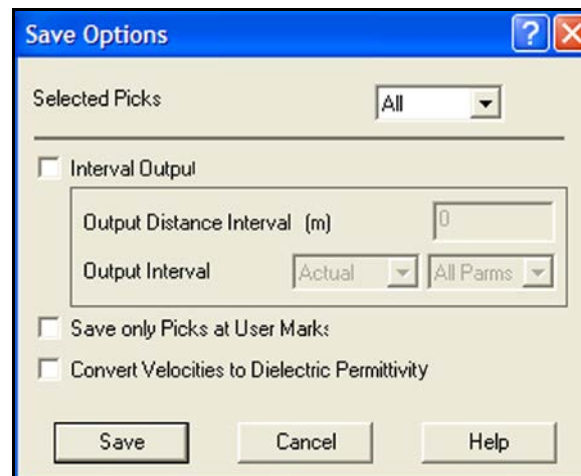 Save Options
Selected Picks All
Interval Output
Output Distance Interval (m) 0
Output Interval Actual All Parms
Save only Picks at User Marks
Convert Velocities to Dielectric Permittivity
Save Cancel Help